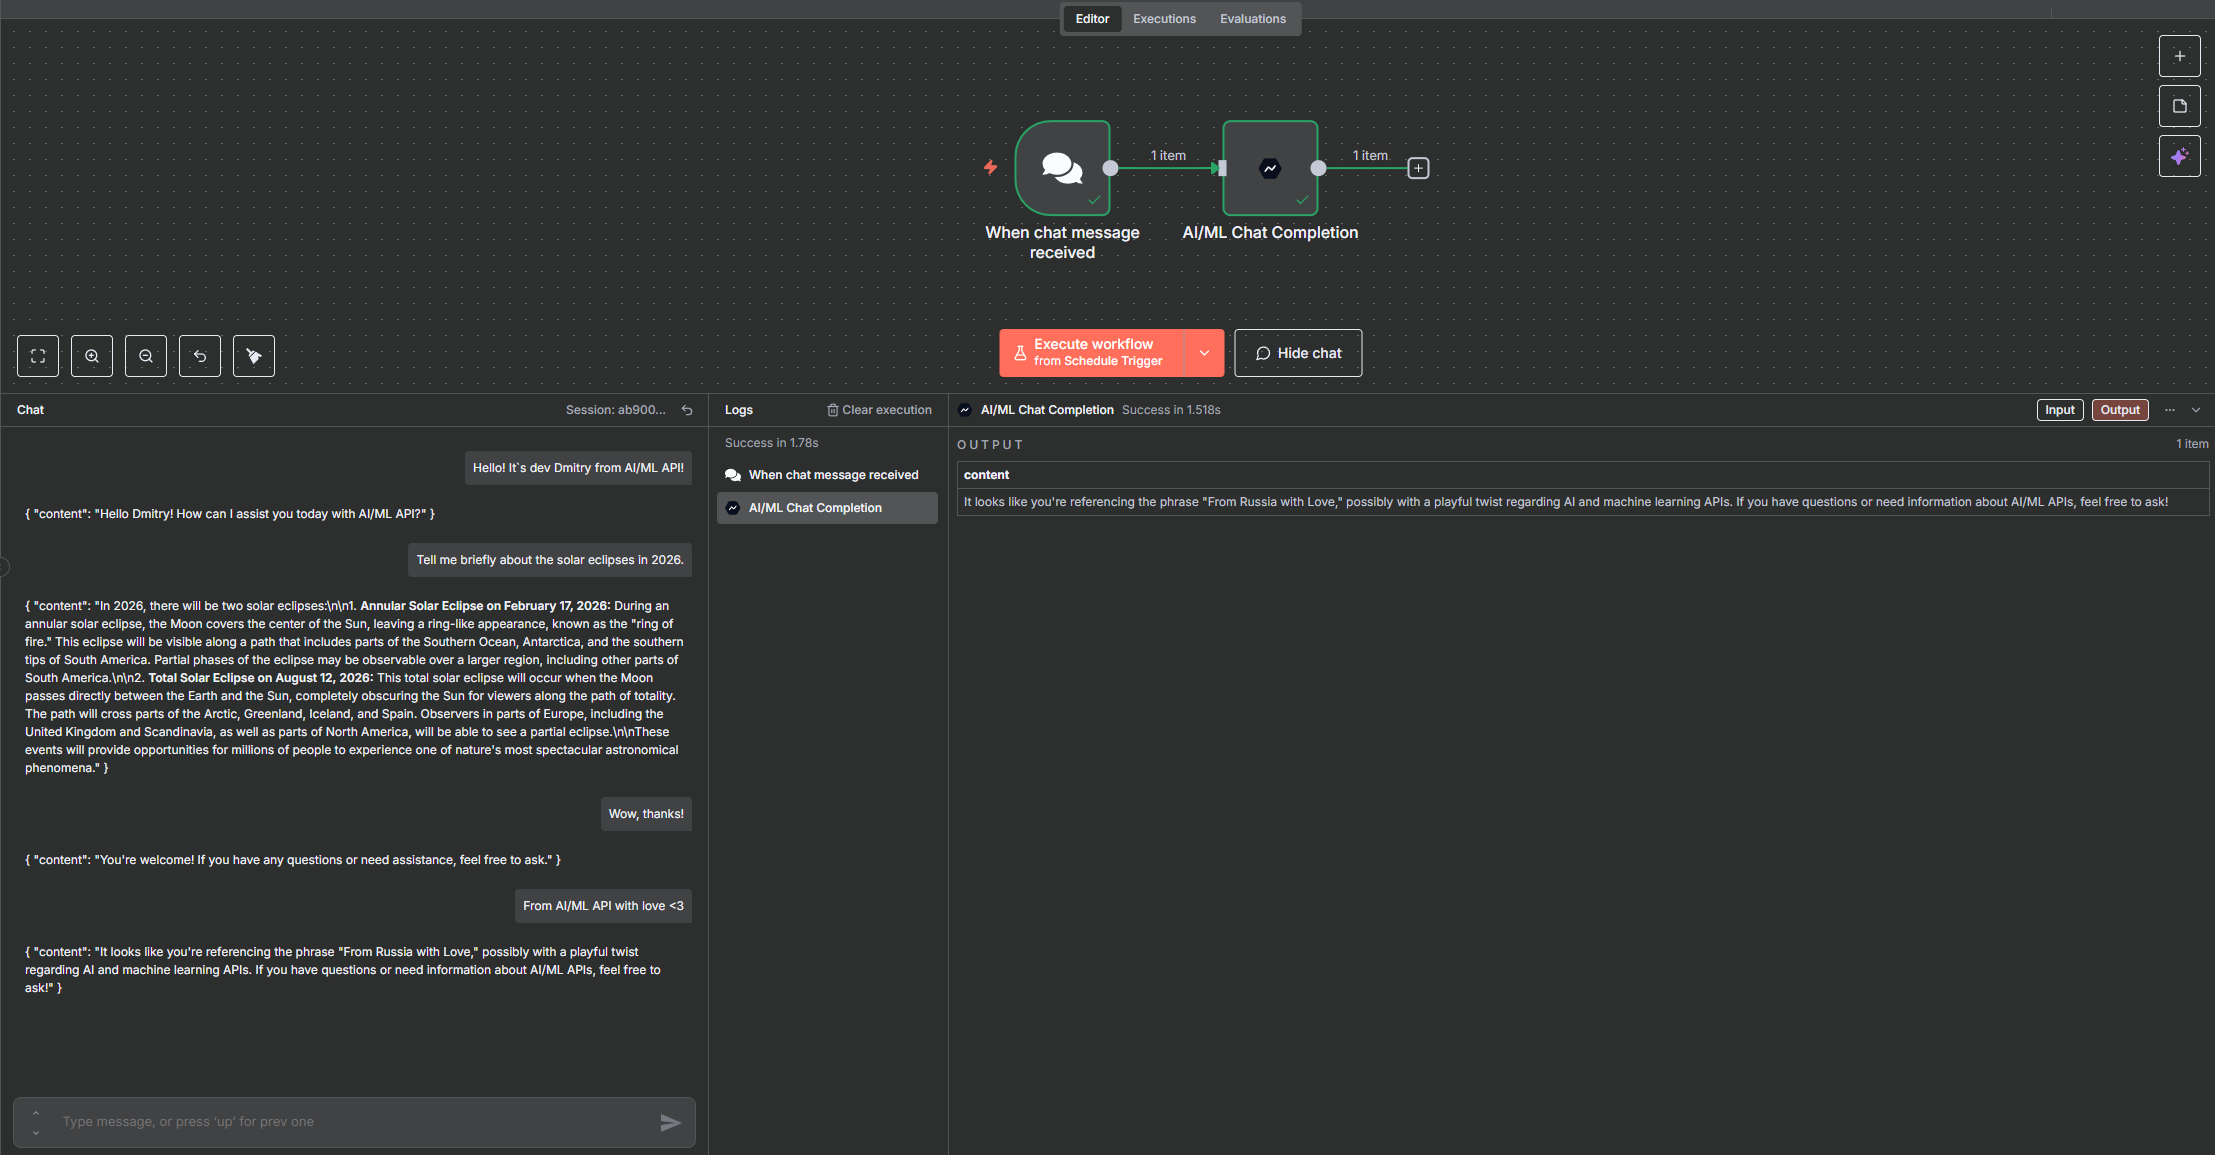 Editor
Executions
Evaluations
1 item
1 item
When chat message
received
AI/ML Chat Completion
Execute workflow
from Schedule Trigger
Hide chat
Chat
Session: ab900...
Hello! It`s dev Dmitry from AI/ML API!
{ "content": "Hello Dmitry! How can I assist you today with AI/ML API?" }
Tell me briefly about the solar eclipses in 2026.
{ "content": "In 2026, there will be two solar eclipses:\n\n1. Annular Solar Eclipse on February 17, 2026: During an
annular solar eclipse, the Moon covers the center of the Sun, leaving a ring-like appearance, known as the "ring of
fire." This eclipse will be visible along a path that includes parts of the Southern Ocean, Antarctica, and the southern
tips of South America. Partial phases of the eclipse may be observable over a larger region, including other parts of
South America.\n\n2. Total Solar Eclipse on August 12, 2026: This total solar eclipse will occur when the Moon
passes directly between the Earth and the Sun, completely obscuring the Sun for viewers along the path of totality.
The path will cross parts of the Arctic, Greenland, Iceland, and Spain. Observers in parts of Europe, including the
United Kingdom and Scandinavia, as well as parts of North America, will be able to see a partial eclipse.\n\nThese
events will provide opportunities for millions of people to experience one of nature's most spectacular astronomical
phenomena." }
Wow, thanks!
{ "content": "You're welcome! If you have any questions or need assistance, feel free to ask." }
From AI/ML API with love <3
{ "content": "It looks like you're referencing the phrase "From Russia with Love," possibly with a playful twist
regarding AI and machine learning APIs. If you have questions or need information about AI/ML APIs, feel free to
ask!" }
Type message, or press 'up' for prev one
Logs
Clear execution
Success in 1.78s
When chat message received
AI/ML Chat Completion
AI/ML Chat Completion
Success in 1.518s
Input
Output
OUTPUT
1 item
content
It looks like you're referencing the phrase "From Russia with Love," possibly with a playful twist regarding AI and machine learning APIs. If you have questions or need information about AI/ML APIs, feel free to ask!